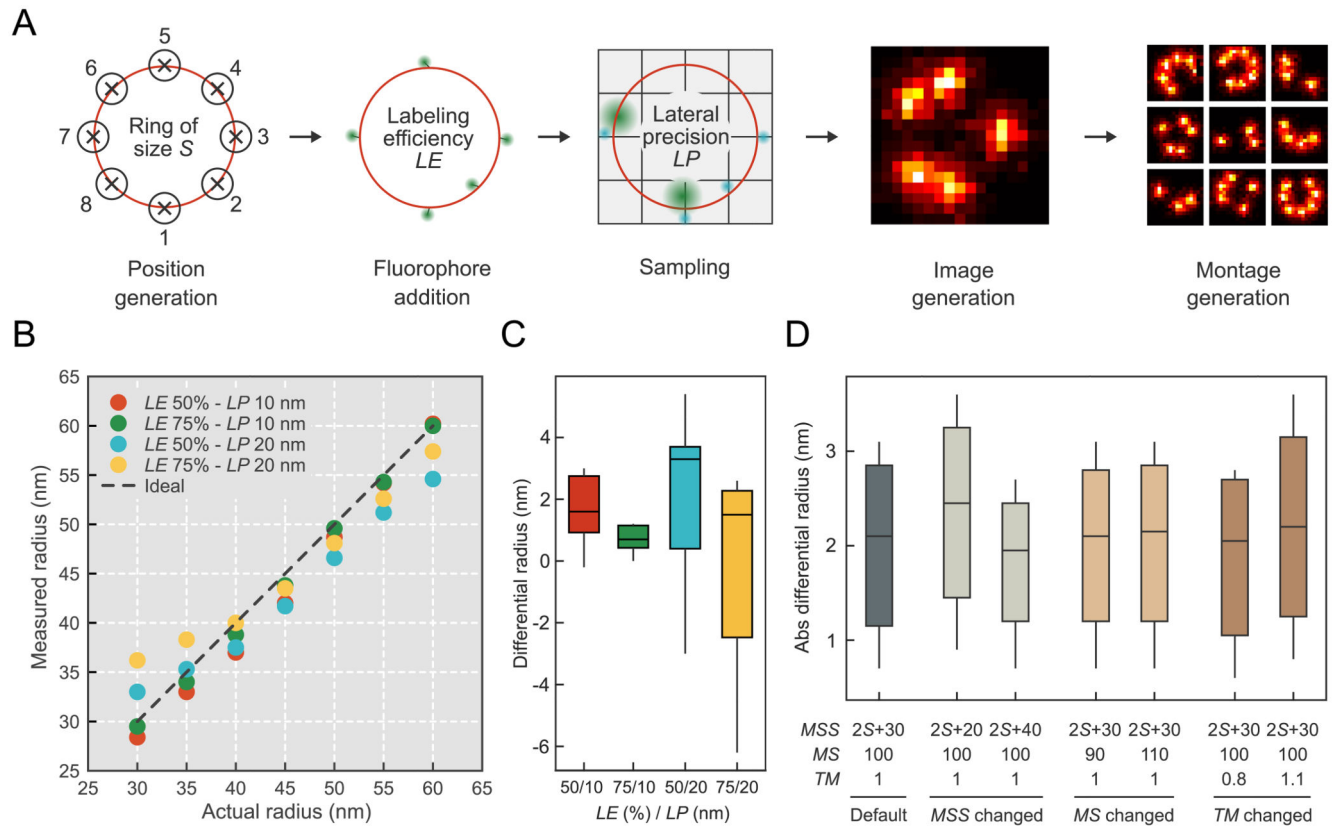 A
5
6
4
7
Ring of
size S
3
8
2
1
Position
generation
Labeling
efficiency
LE
Fluorophore
addition
Lateral
precision
LP
Sampling
Image
generation
Montage
generation
B
65
60
55
50
45
40
35
30
25
Measured radius (nm)
LE 50% - LP 10 nm
LE 75% - LP 10 nm
LE 50% - LP 20 nm
LE 75% - LP 20 nm
Ideal
25 30 35 40 45 50 55 60 65
Actual radius (nm)
C
4
2
0
-2
-4
-6
Differential radius (nm)
50/10 75/10 50/20 75/20
LE (%) / LP (nm)
D
3
2
1
Abs differential radius (nm)
MSS 2S+30 2S+20 2S+40 2S+30 2S+30 2S+30 2S+30
MS 100 100 100 90 110 100 100
TM 1 1 1 1 1 0.8 1.1
Default MSS changed MS changed TM changed